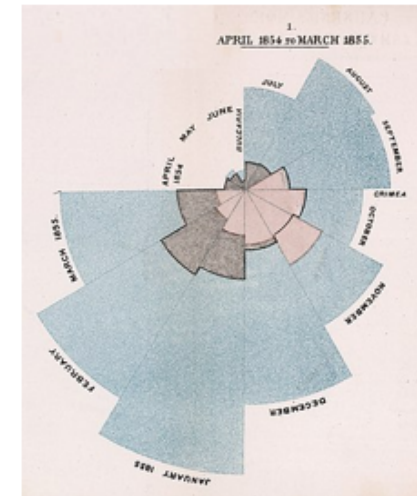 1.
APRIL 1854 TO MARCH 1855.
APRIL
1854
MAY
JUNE
BULGARIA
JULY
AUGUST
SEPTEMBER
CRIMEA
OCTOBER
NOVEMBER
DECEMBER
JANUARY 1855
FEBRUARY
MARCH 1855.